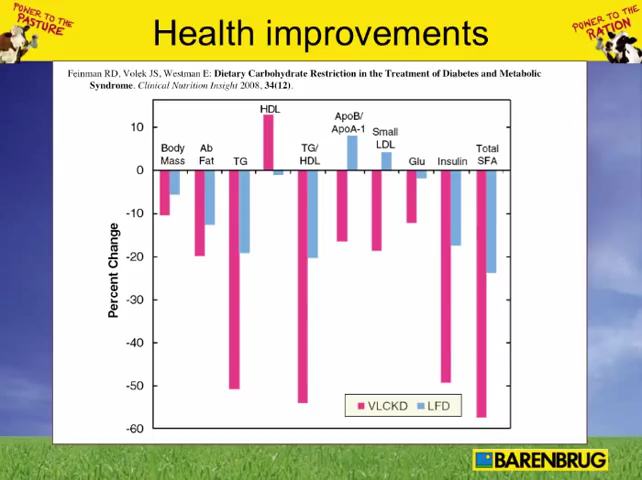 POWER TO THE
PASTURE
Health improvements
POWER TO THE
RATION
Feinman RD, Volek JS, Westman E: Dietary Carbohydrate Restriction in the Treatment of Diabetes and Metabolic
Syndrome. Clinical Nutrition Insight 2008, 34(12).
HDL
ApoB/
ApoA-1
Small
LDL
Body
Mass
Ab
Fat
TG
TG/
HDL
Glu
Insulin
Total
SFA
10
0
-10
-20
-30
-40
-50
-60
Percent Change
VLCKD
LFD
BARENBRUG